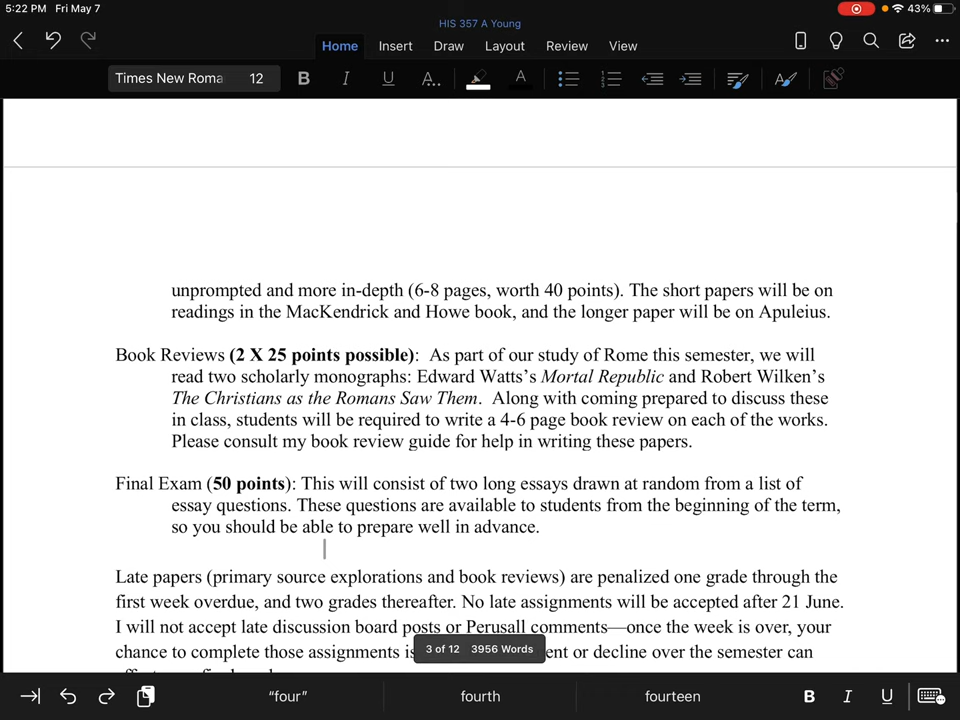 5:22 PM Fri May 7
43%
HIS 357 A Young
Home Insert Draw Layout Review View
Times New Roma 12 B I U A..
unprompted and more in-depth (6-8 pages, worth 40 points). The short papers will be on
readings in the MacKendrick and Howe book, and the longer paper will be on Apuleius.
Book Reviews (2 X 25 points possible): As part of our study of Rome this semester, we will
read two scholarly monographs: Edward Watts’s Mortal Republic and Robert Wilken’s
The Christians as the Romans Saw Them. Along with coming prepared to discuss these
in class, students will be required to write a 4-6 page book review on each of the works.
Please consult my book review guide for help in writing these papers.
Final Exam (50 points): This will consist of two long essays drawn at random from a list of
essay questions. These questions are available to students from the beginning of the term,
so you should be able to prepare well in advance.
Late papers (primary source explorations and book reviews) are penalized one grade through the
first week overdue, and two grades thereafter. No late assignments will be accepted after 21 June.
I will not accept late discussion board posts or Perusall comments—once the week is over, your
chance to complete those assignments is ent or decline over the semester can
3 of 12 3956 Words
“four” fourth fourteen B I U